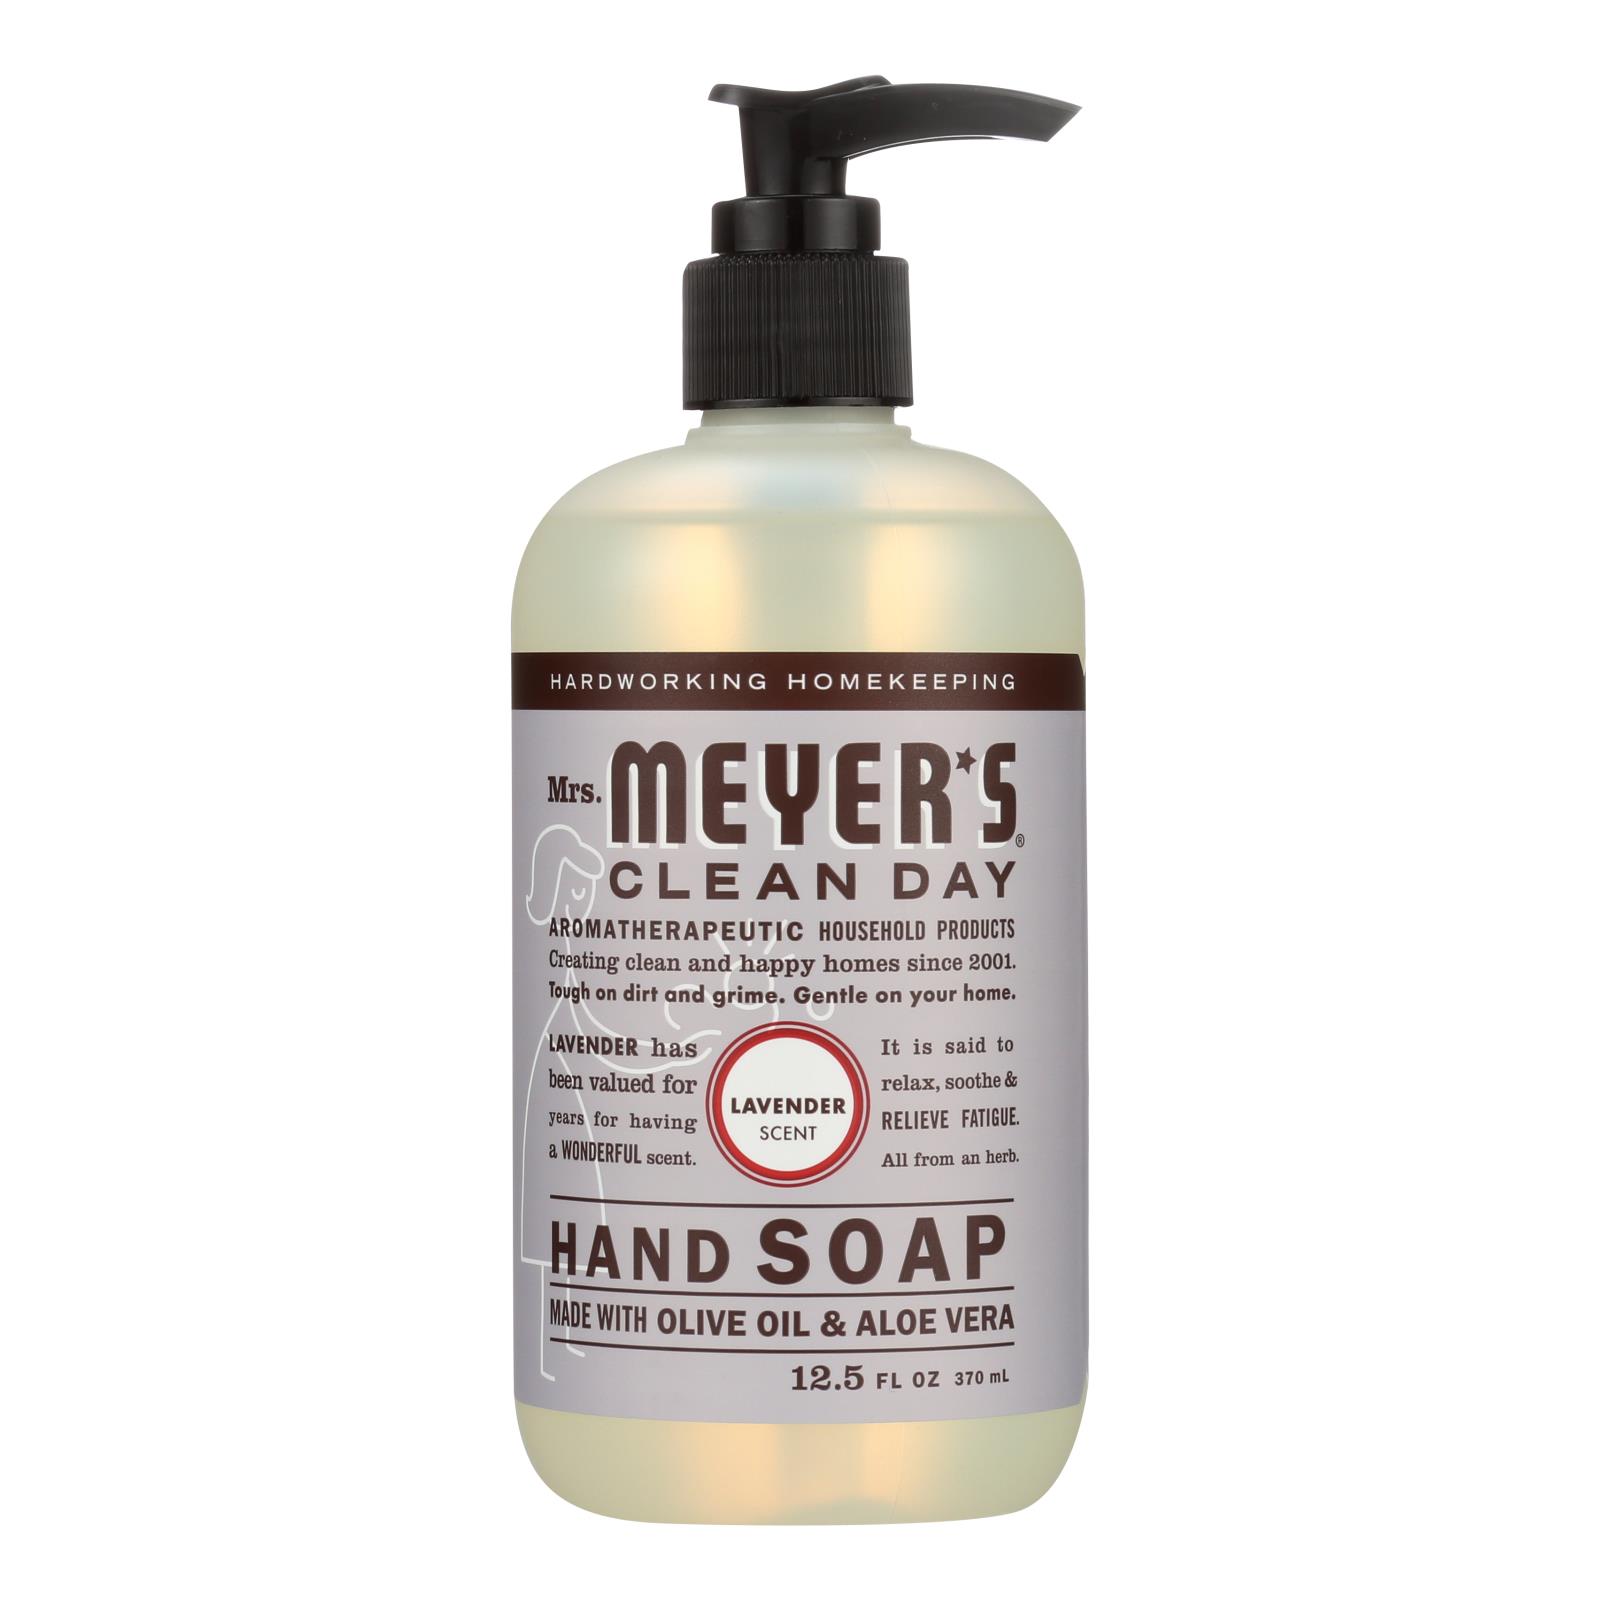 HARDWORKING HOMEKEEPING
Mrs. MEYER'S®
CLEAN DAY
AROMATHERAPEUTIC HOUSEHOLD PRODUCTS
Creating clean and happy homes since 2001.
Tough on dirt and grime. Gentle on your home.
LAVENDER has
been valued for
years for having
a WONDERFUL scent.
LAVENDER
SCENT
It is said to
relax, soothe &
RELIEVE FATIGUE.
All from an herb.
HAND SOAP
MADE WITH OLIVE OIL & ALOE VERA
12.5 FL OZ 370 mL